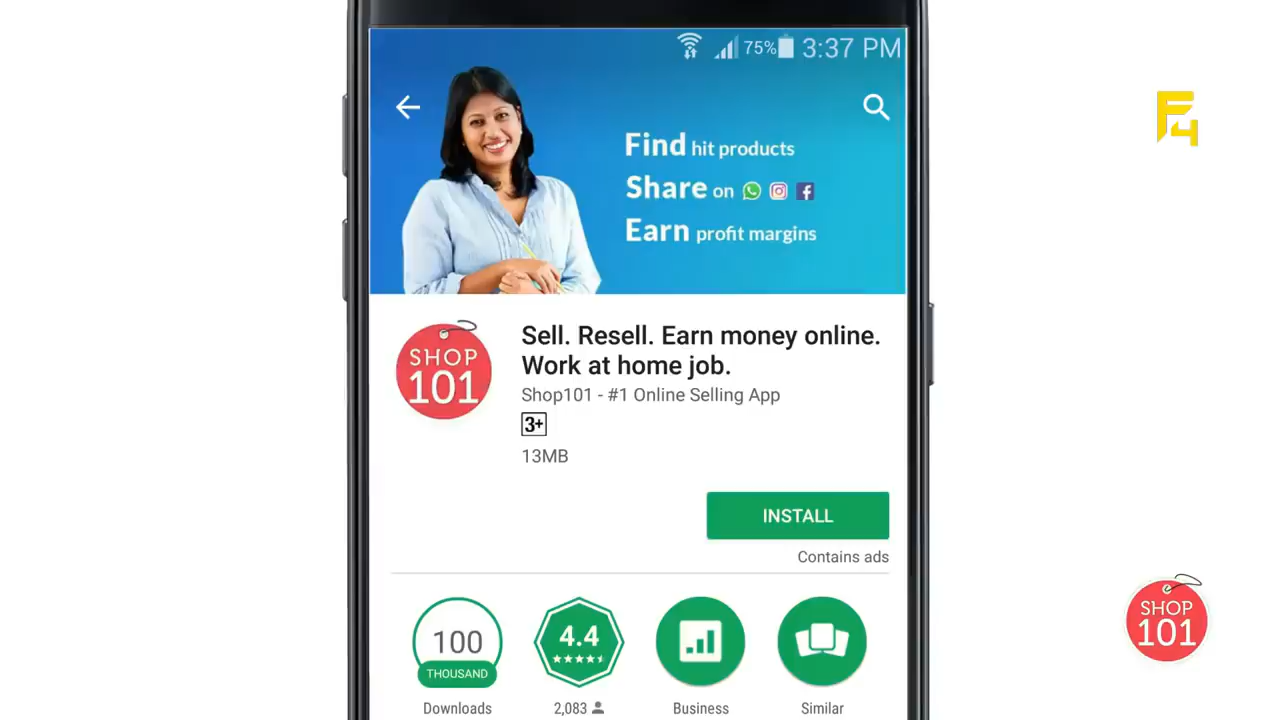 75% 3:37 PM
Find hit products
Share on
Earn profit margins
F4
SHOP
101
Sell. Resell. Earn money online.
Work at home job.
Shop101 - #1 Online Selling App
3+
13MB
INSTALL
Contains ads
100
THOUSAND
Downloads
4.4
2,083
Business
Similar
SHOP
101